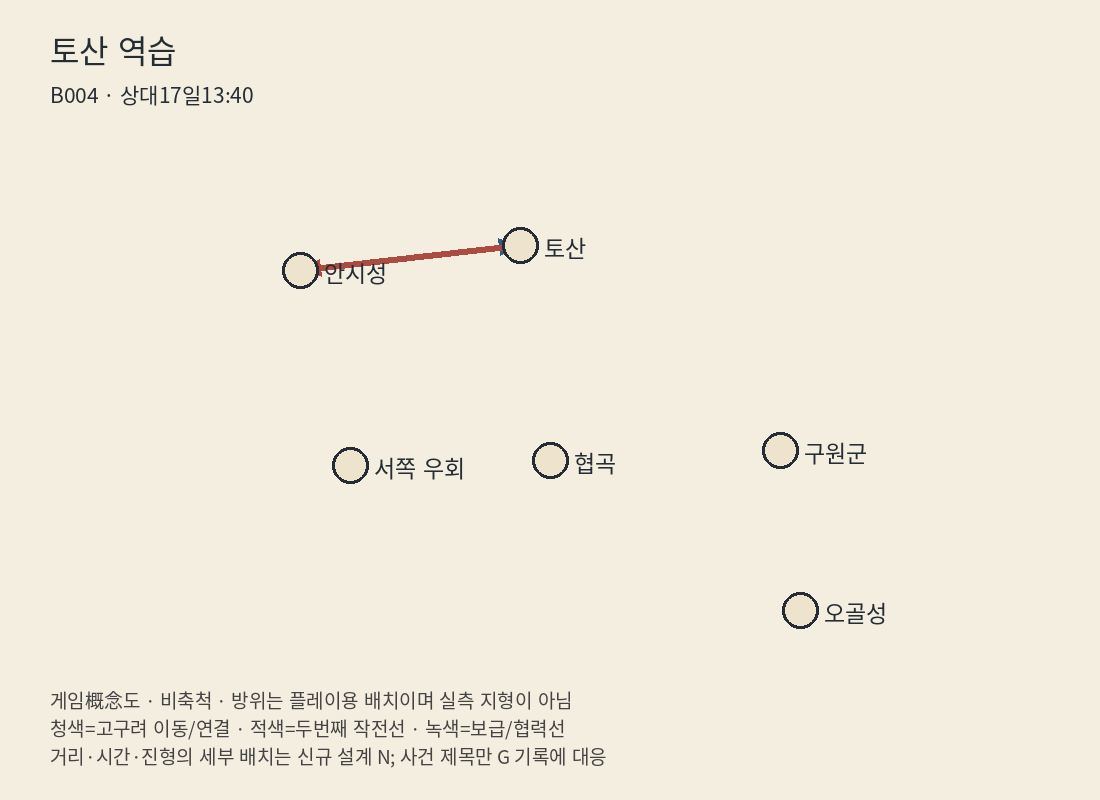 토산 역습
B004 · 상대17일13:40
토산
안시성
구원군
협곡
서쪽 우회
오골성
게임概念도 · 비축척 · 방위는 플레이용 배치이며 실측 지형이 아님
청색=고구려 이동/연결 · 적색=두번째 작전선 · 녹색=보급/협력선
거리·시간·진형의 세부 배치는 신규 설계 N; 사건 제목만 G 기록에 대응